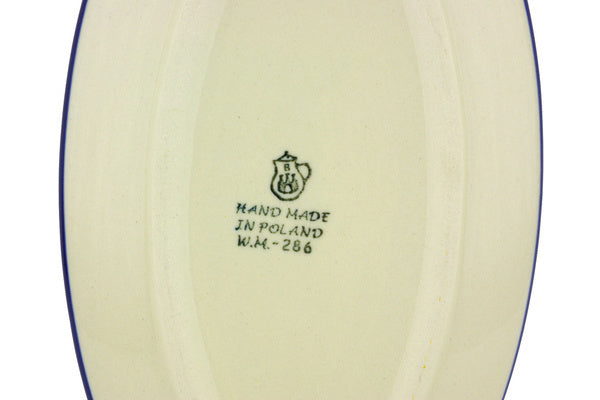 B
HAND MADE
IN POLAND
W.M.-286